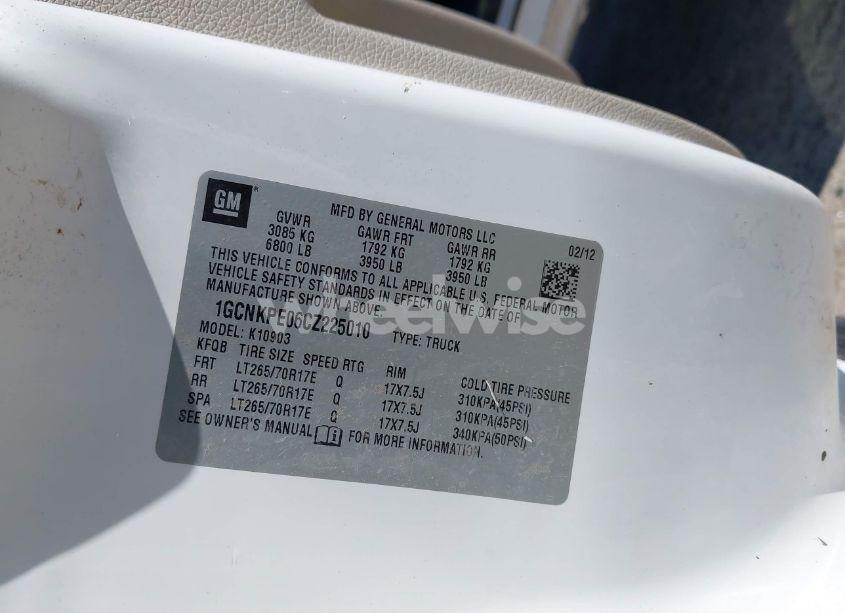 GM
MFD BY GENERAL MOTORS LLC
02/12
GVWR GAWR FRT GAWR RR
3085 KG 1792 KG 1792 KG
6800 LB 3950 LB 3950 LB
THIS VEHICLE CONFORMS TO ALL APPLICABLE U.S. FEDERAL MOTOR
VEHICLE SAFETY STANDARDS IN EFFECT ON THE DATE OF
MANUFACTURE SHOWN ABOVE.
1GCNKPE06CZ225010
TYPE: TRUCK
MODEL: K10903
KFQB TIRE SIZE SPEED RTG RIM COLD TIRE PRESSURE
FRT LT265/70R17E Q 17X7.5J 310KPA(45PSI)
RR LT265/70R17E Q 17X7.5J 310KPA(45PSI)
SPA LT265/70R17E Q 17X7.5J 340KPA(50PSI)
SEE OWNER'S MANUAL FOR MORE INFORMATION.
wheelwise